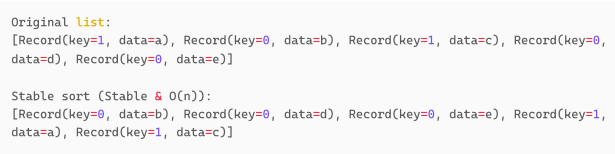 Original list:
[Record(key=1, data=a), Record(key=0, data=b), Record(key=1, data=c), Record(key=0,
data=d), Record(key=0, data=e)]
Stable sort (Stable & O(n)):
[Record(key=0, data=b), Record(key=0, data=d), Record(key=0, data=e), Record(key=1,
data=a), Record(key=1, data=c)]